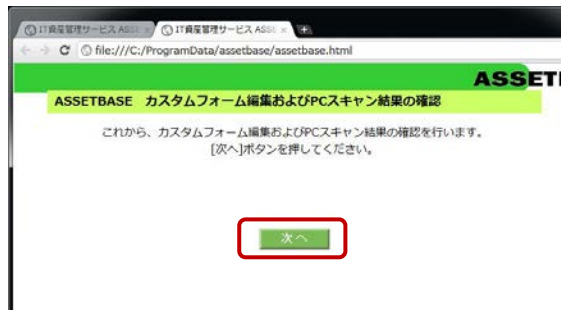 IT資産管理サービス ASSE
IT資産管理サービス ASSE
file:///C:/ProgramData/assetbase/assetbase.html
ASSET
ASSETBASE カスタムフォーム編集およびPCスキャン結果の確認
これから、カスタムフォーム編集およびPCスキャン結果の確認を行います。
[次へ]ボタンを押してください。
次へ